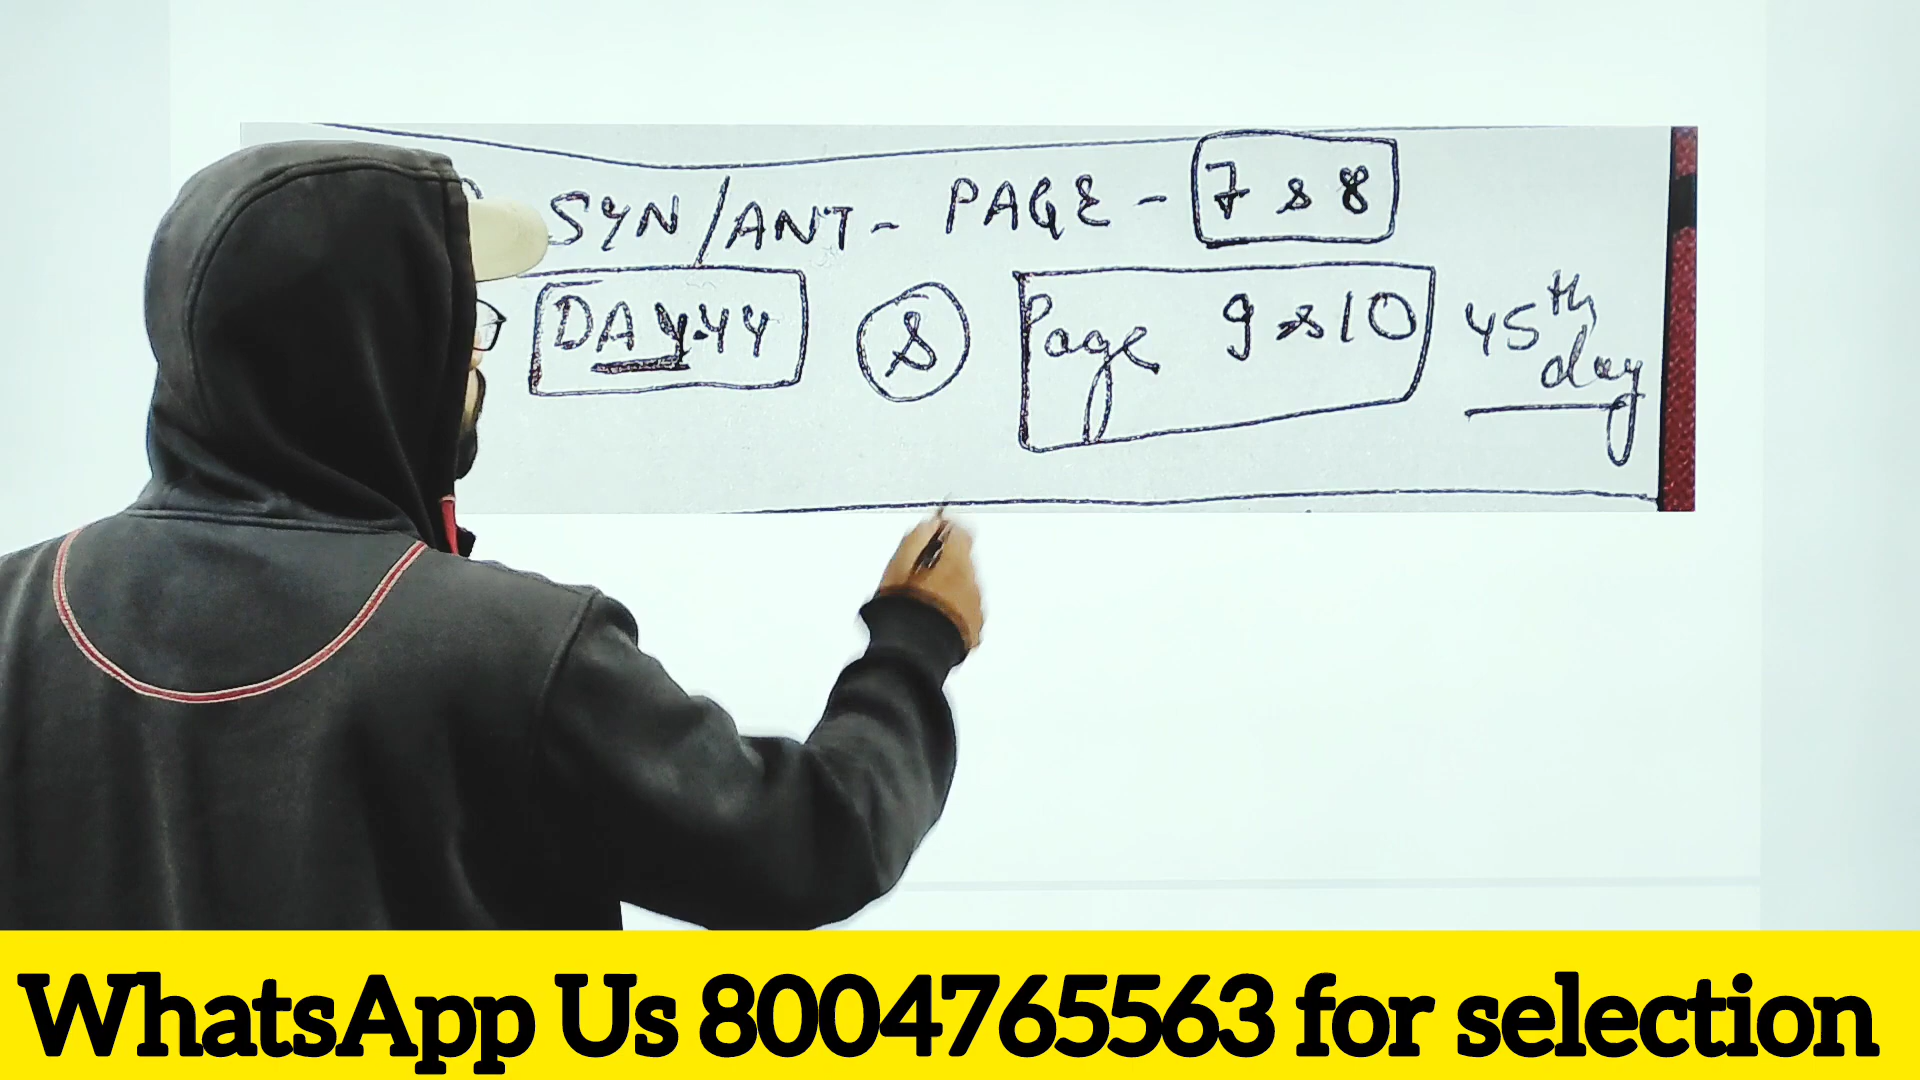 SYN/ANT - PAGE - 7 & 8
DAY-44 & Page 9 & 10 45th day
WhatsApp Us 8004765563 for selection